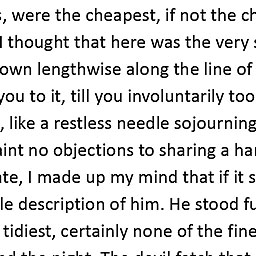 , were the cheapest, if not the ch
I thought that here was the very s
own lengthwise along the line of
you to it, till you involuntarily too
, like a restless needle sojourning
aint no objections to sharing a ha
ate, I made up my mind that if it s
le description of him. He stood fu
tidiest, certainly none of the fine